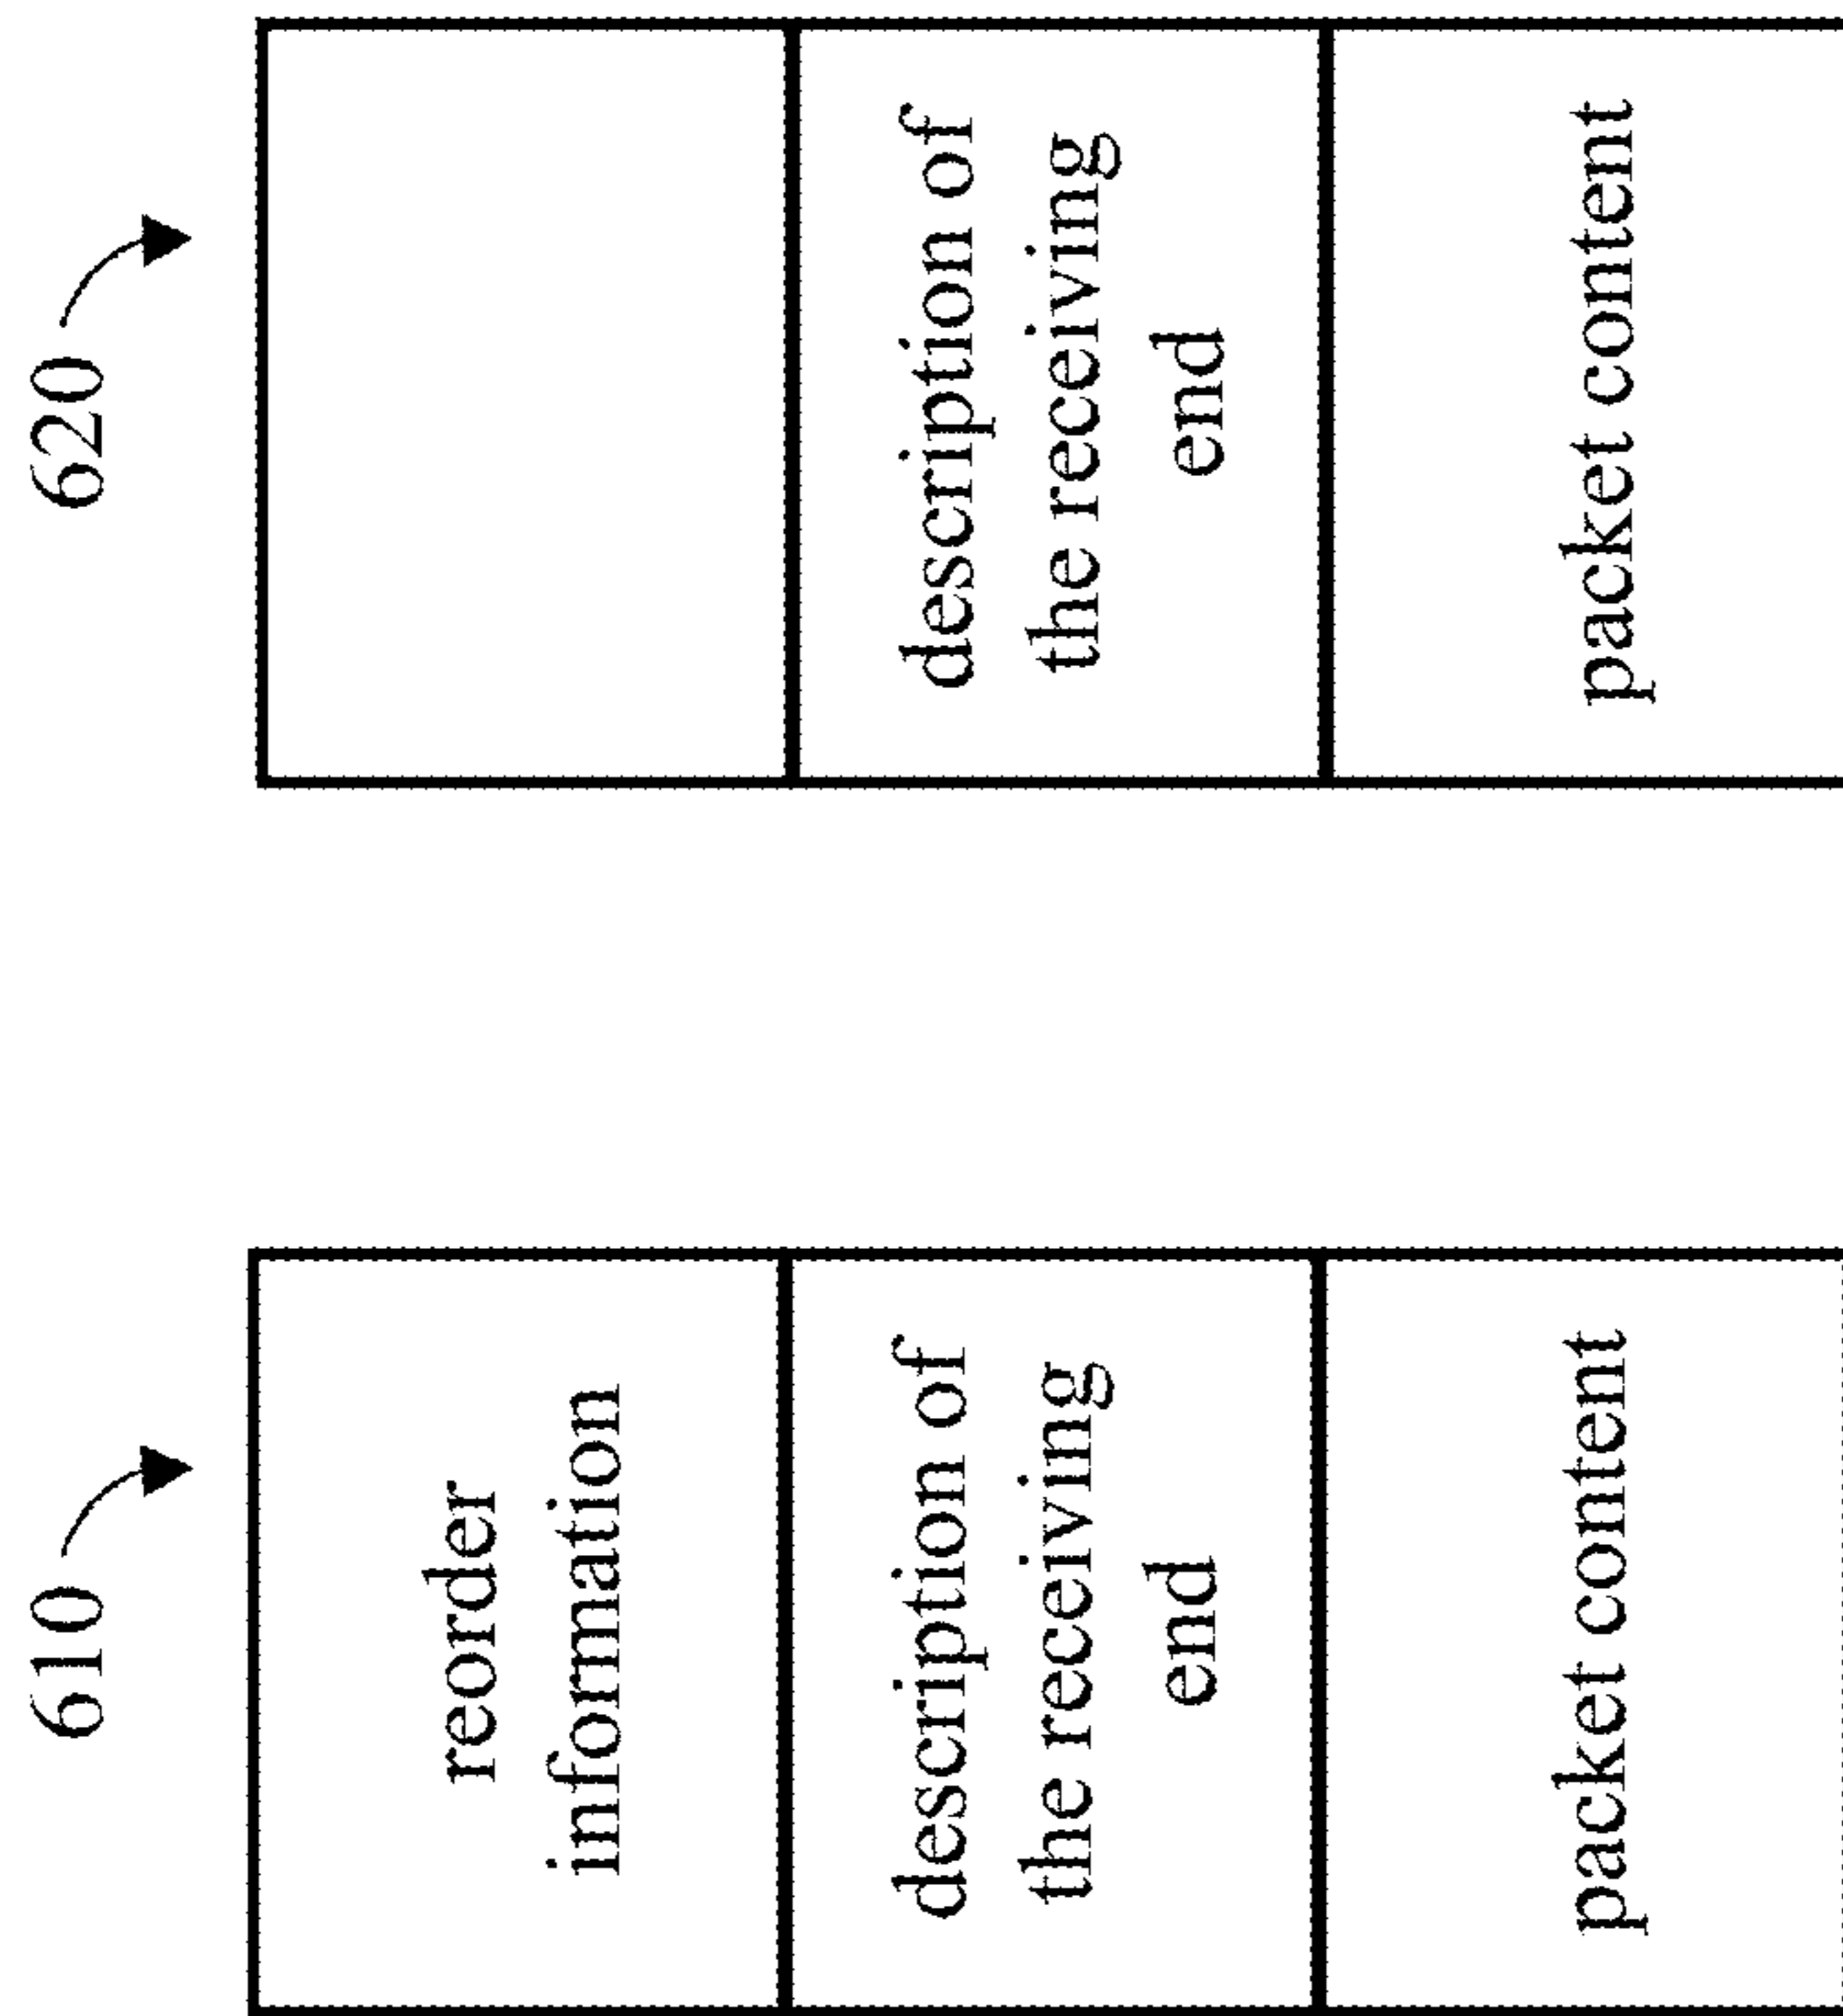 610
reorder
information
description of
the receiving
end
packet content
620
description of
the receiving
end
packet content